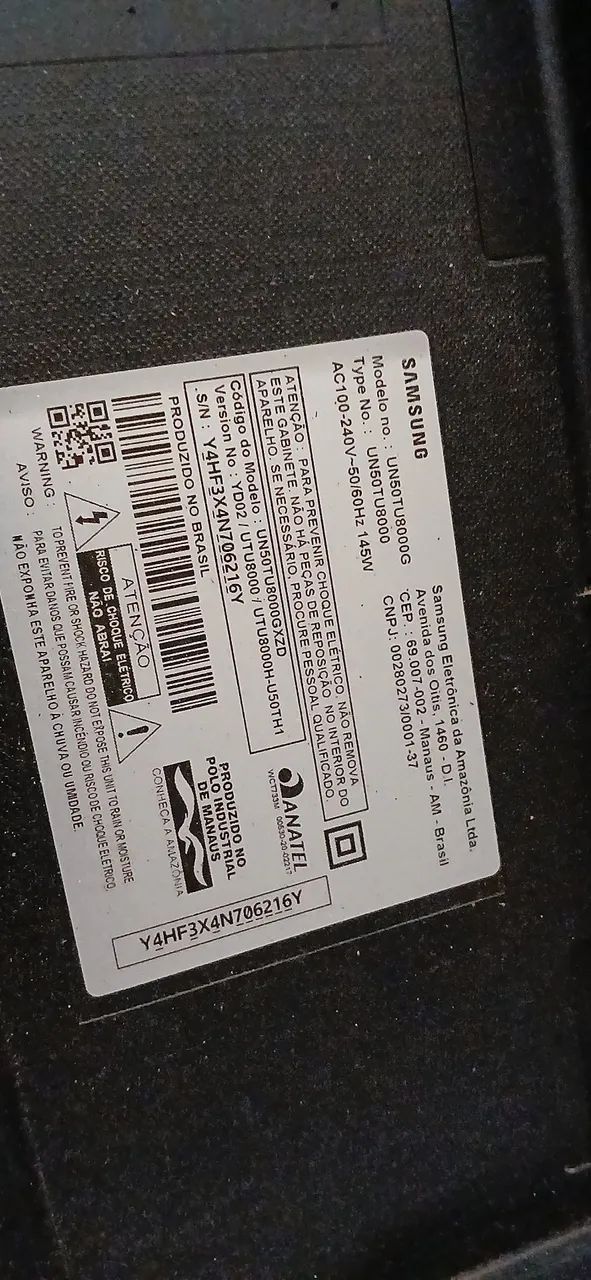 SAMSUNG
Modelo no.: UN50TU8000G
Type No.: UN50TU8000
AC100-240V~50/60Hz 145W
Samsung Eletrônica da Amazônia Ltda.
Avenida dos Oitis, 1460 - D.I.
CEP : 69.007-002 - Manaus - AM - Brasil
CNPJ: 00280273/0001-37
ATENÇÃO : PARA PREVENIR CHOQUE ELÉTRICO, NÃO REMOVA
ESTE GABINETE. NÃO HÁ PEÇAS DE REPOSIÇÃO, NO INTERIOR DO
APARELHO. SE NECESSÁRIO, PROCURE PESSOAL QUALIFICADO.
Código do Modelo : UN50TU8000GXZD
Version No : YD02 / UTU8000 / UTU8000H-U50TH1
S/N : Y4HF3X4N706216Y
PRODUZIDO NO BRASIL
ANATEL
WCT733M 00630-20-02217
PRODUZIDO NO
POLO INDUSTRIAL
DE MANAUS
CONHEÇA A AMAZÔNIA
ATENÇÃO
RISCO DE CHOQUE ELÉTRICO
NÃO ABRA!
WARNING : TO PREVENT FIRE OR SHOCK HAZARD DO NOT EXPOSE THIS UNIT TO RAIN OR MOISTURE.
AVISO : PARA EVITAR DANOS QUE POSSAM CAUSAR INCÊNDIO OU RISCO DE CHOQUE ELÉTRICO,
NÃO EXPONHA ESTE APARELHO À CHUVA OU UMIDADE.
Y4HF3X4N706216Y